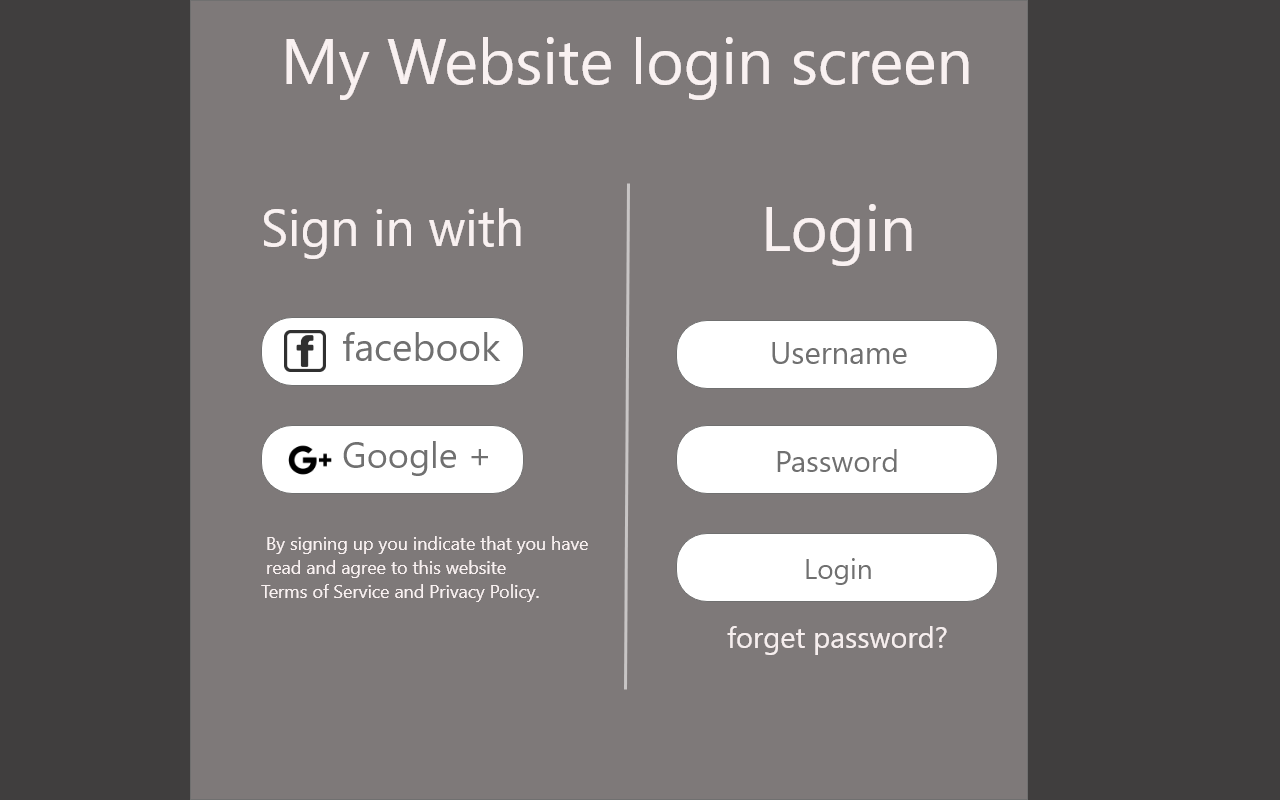 My Website login screen
Sign in with
facebook
G+ Google +
By signing up you indicate that you have
read and agree to this website
Terms of Service and Privacy Policy.
Login
Username
Password
Login
forget password?